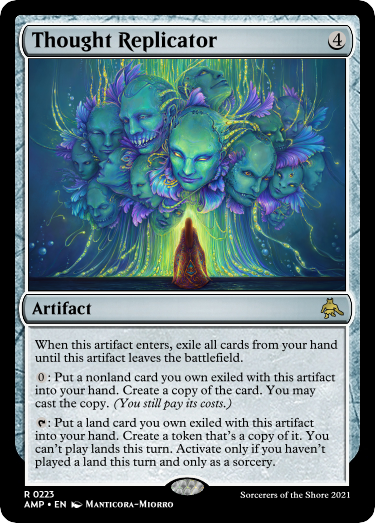 Thought Replicator 4
Artifact
When this artifact enters, exile all cards from your hand
until this artifact leaves the battlefield.
0: Put a nonland card you own exiled with this artifact
into your hand. Create a copy of the card. You may
cast the copy. (You still pay its costs.)
: Put a land card you own exiled with this artifact
into your hand. Create a token that's a copy of it. You
can't play lands this turn. Activate only if you haven't
played a land this turn and only as a sorcery.
R 0223
AMP • EN Manticora-Miorro
Sorcerers of the Shore 2021